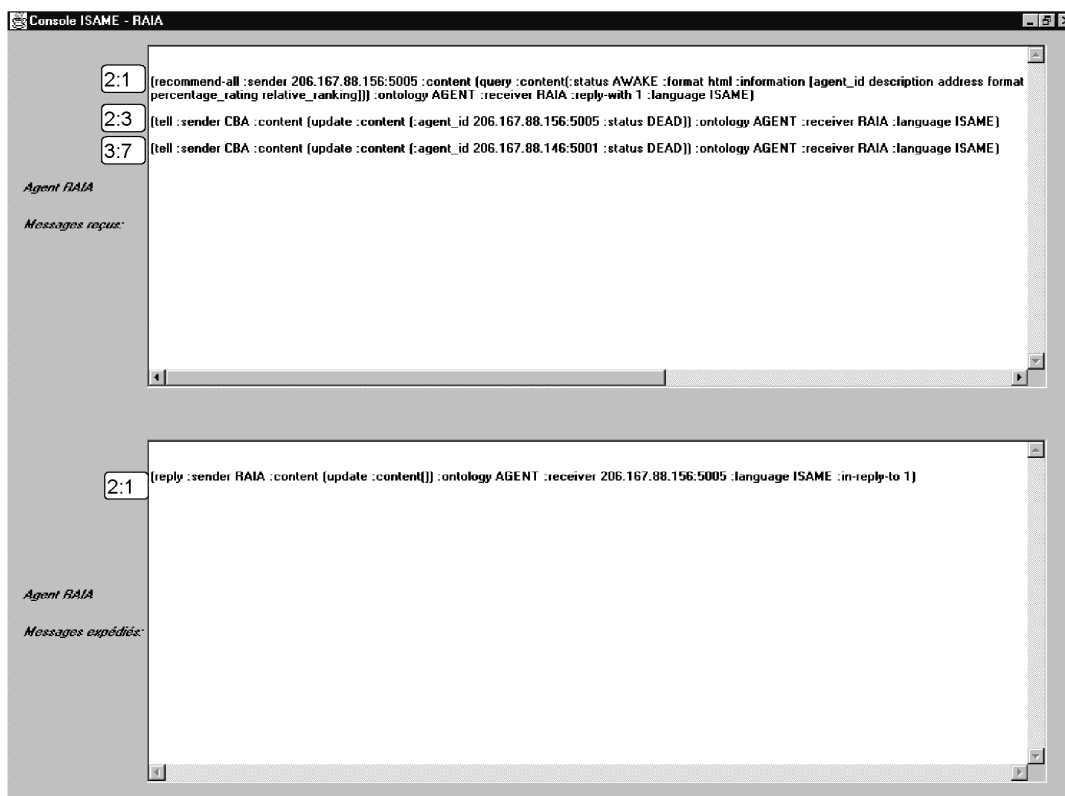 Console ISAME - RAIA
2:1
(recommend-all :sender 206.167.88.156:5005 :content (query :content(:status AWAKE :format html :information [agent_id description address format
percentage_rating relative_ranking])) :ontology AGENT :receiver RAIA :reply-with 1 :language ISAME)
2:3
(tell :sender CBA :content (update :content (:agent_id 206.167.88.156:5005 :status DEAD)) :ontology AGENT :receiver RAIA :language ISAME)
3:7
(tell :sender CBA :content (update :content (:agent_id 206.167.88.146:5001 :status DEAD)) :ontology AGENT :receiver RAIA :language ISAME)
Agent RAIA
Messages reçus:
2:1
(reply :sender RAIA :content (update :content()) :ontology AGENT :receiver 206.167.88.156:5005 :language ISAME :in-reply-to 1)
Agent RAIA
Messages expédiés: